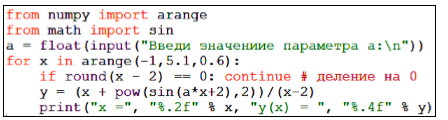 from numpy import arange
from math import sin
a = float(input("Введи значениие параметра a:\n"))
for x in arange(-1,5.1,0.6):
    if round(x - 2) == 0: continue # деление на 0
    y = (x + pow(sin(a*x+2),2))/(x-2)
    print("x =", "%.2f" % x, "y(x) = ", "%.4f" % y)